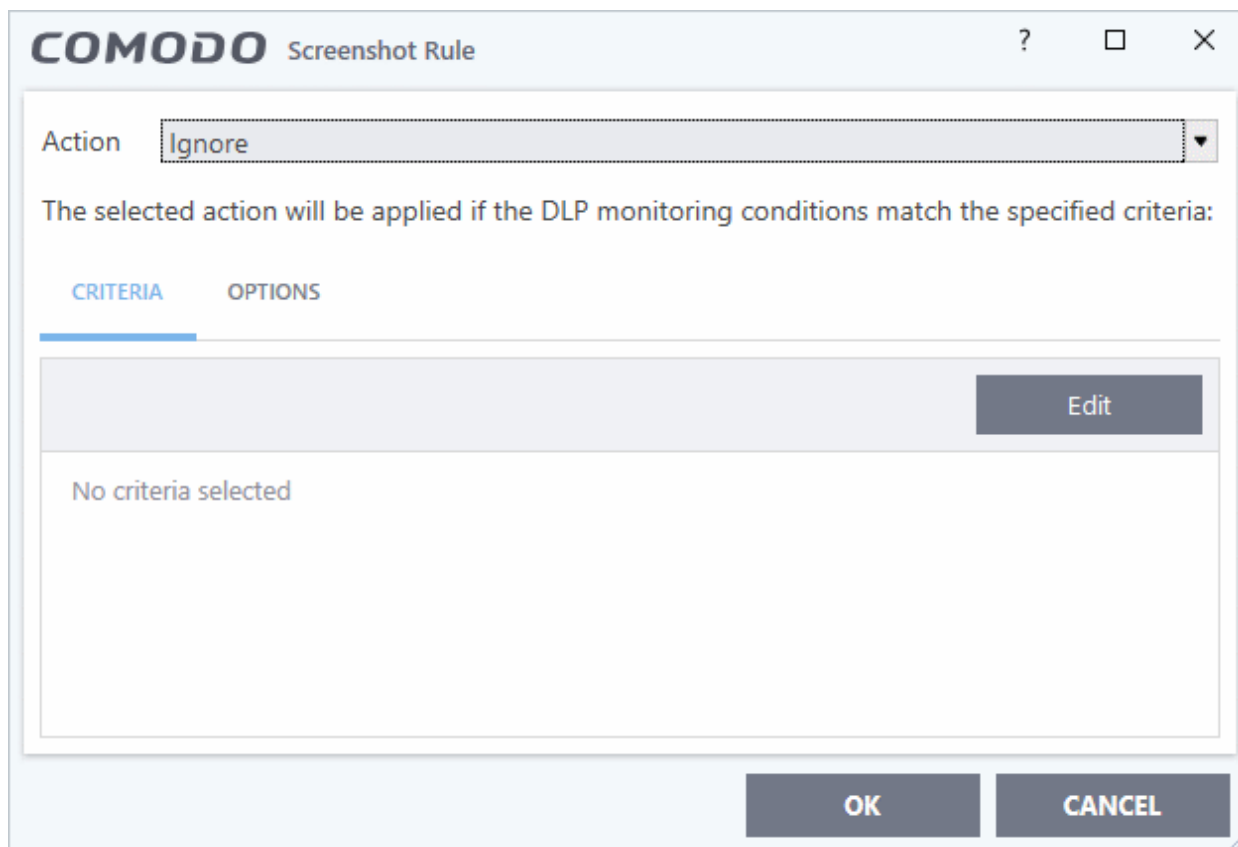 COMODO Screenshot Rule ?
Action Ignore
The selected action will be applied if the DLP monitoring conditions match the specified criteria:
CRITERIA OPTIONS
Edit
No criteria selected
OK CANCEL